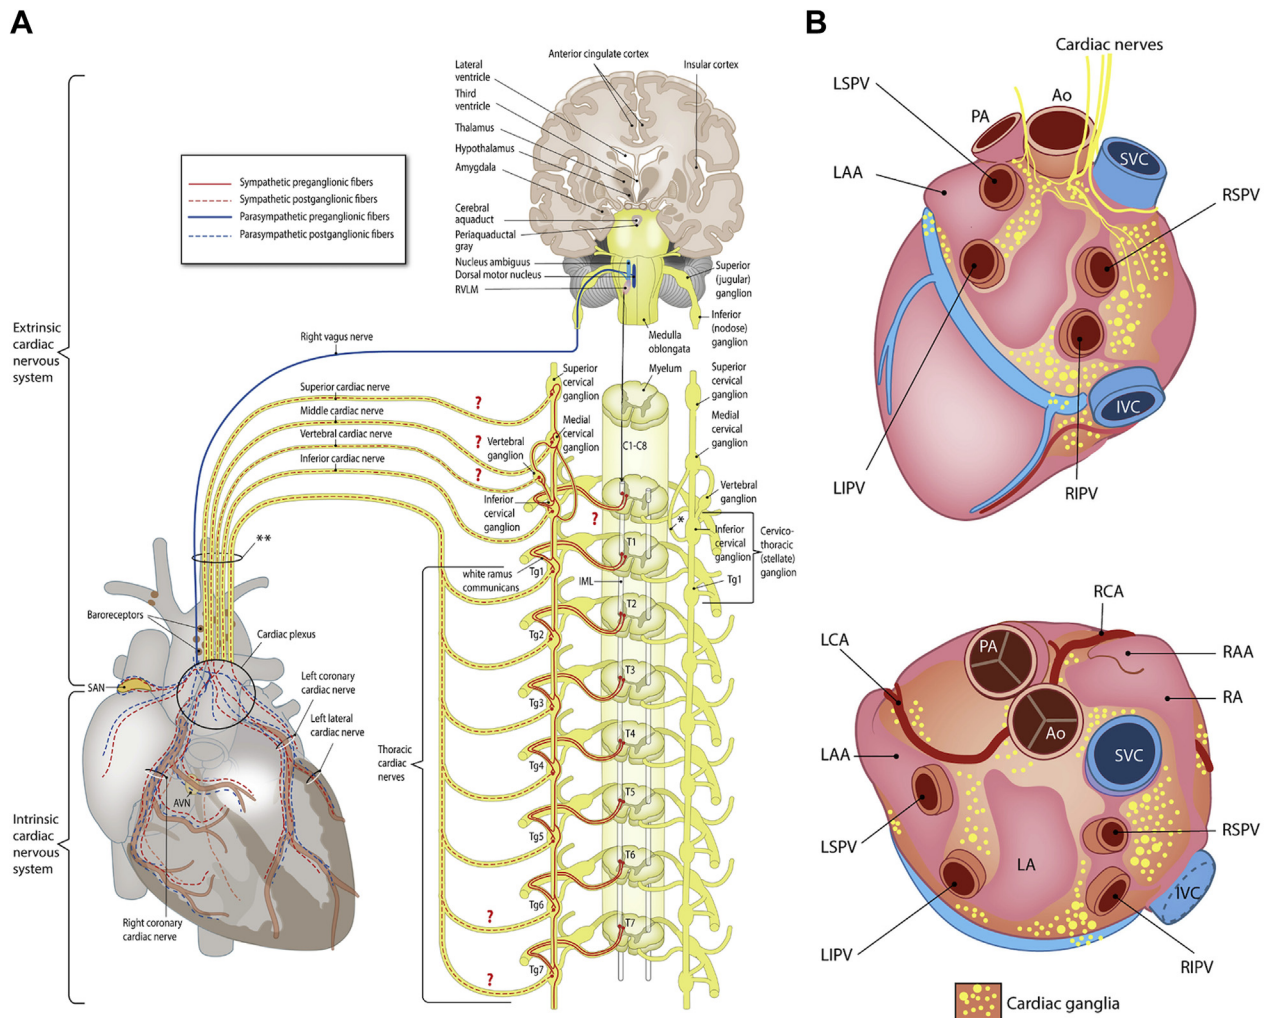 A
B
Lateral
ventricle
Third
ventricle
Thalamus
Hypothalamus
Amygdala
Cerebral
aquaduct
Periaquaductal
gray
Nucleus ambiguus
Dorsal motor nucleus
RVLM
Anterior cingulate cortex
Insular cortex
Superior
(jugular)
ganglion
Inferior
(nodose)
ganglion
Medulla
oblongata
Sympathetic preganglionic fibers
Sympathetic postganglionic fibers
Parasympathetic preganglionic fibers
Parasympathetic postganglionic fibers
Extrinsic
cardiac
nervous
system
Right vagus nerve
Superior cardiac nerve
Middle cardiac nerve
Vertebral cardiac nerve
Inferior cardiac nerve
?
?
?
?
Superior
cervical
ganglion
Medial
cervical
ganglion
Vertebral
ganglion
Inferior
cervical
ganglion
Myelum
C1-C8
Superior
cervical
ganglion
Medial
cervical
ganglion
Vertebral
ganglion
*
Inferior
cervical
ganglion
Cervico-
thoracic
(stellate)
ganglion
Tg1
white ramus
communicans
IML
T1
T2
T3
T4
T5
T6
T7
Tg1
Tg2
Tg3
Tg4
Tg5
Tg6
Tg7
?
?
Thoracic
cardiac
nerves
**
Baroreceptors
Cardiac plexus
SAN
Left coronary
cardiac nerve
Left lateral
cardiac nerve
AVN
Right coronary
cardiac nerve
Intrinsic
cardiac
nervous
system
Cardiac nerves
LSPV
PA
Ao
SVC
LAA
RSPV
IVC
LIPV
RIPV
RCA
LCA
PA
RAA
RA
Ao
LAA
SVC
LSPV
RSPV
LA
IVC
LIPV
RIPV
Cardiac ganglia